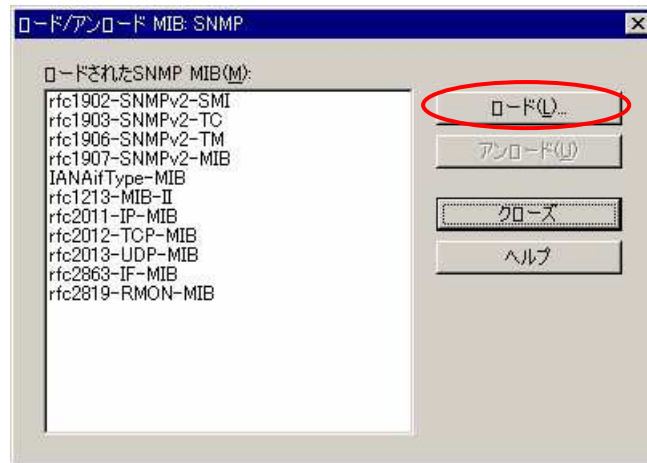 ロード/アンロード MIB: SNMP
ロードされたSNMP MIB(M):
rfc1902-SNMPv2-SMI
rfc1903-SNMPv2-TC
rfc1906-SNMPv2-TM
rfc1907-SNMPv2-MIB
IANAifType-MIB
rfc1213-MIB-II
rfc2011-IP-MIB
rfc2012-TCP-MIB
rfc2013-UDP-MIB
rfc2863-IF-MIB
rfc2819-RMON-MIB
ロード(L)...
アンロード(U)
クローズ
ヘルプ